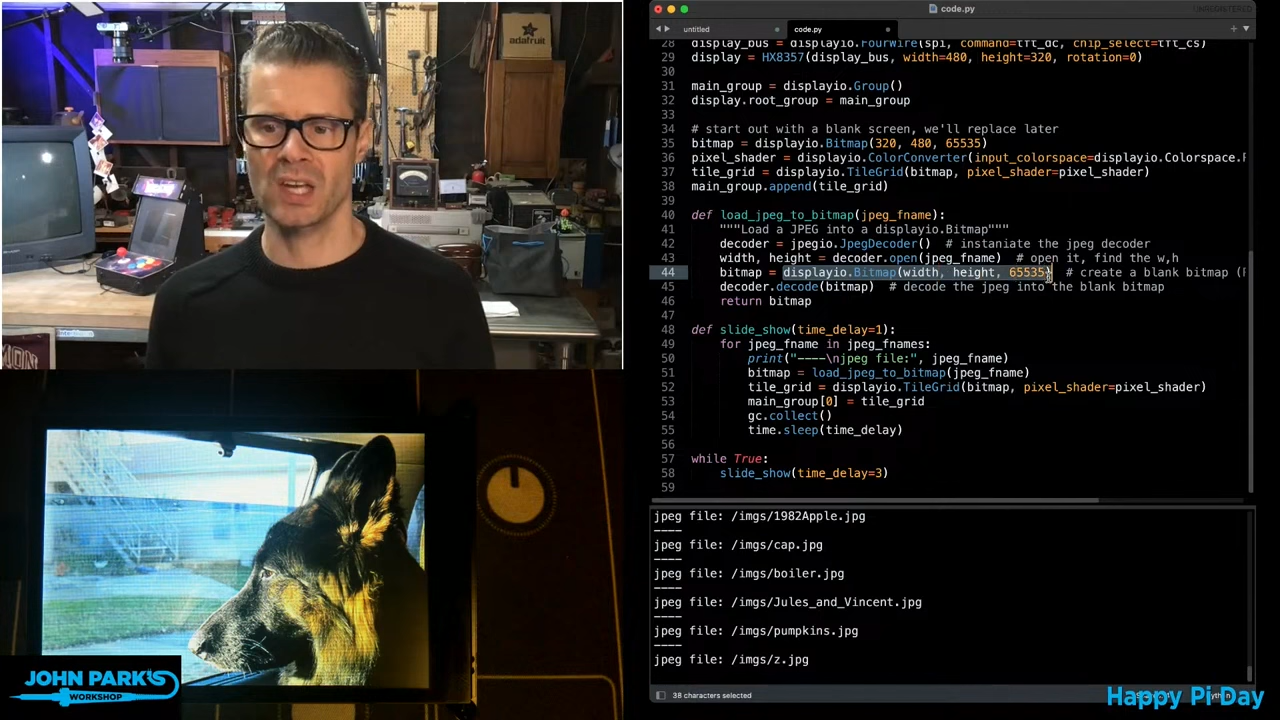 adafruit
code.py
UNREGISTERED
untitled
code.py
28 display_bus = displayio.FourWire(spi, command=tft_dc, chip_select=tft_cs)
29 display = HX8357(display_bus, width=480, height=320, rotation=0)
30
31 main_group = displayio.Group()
32 display.root_group = main_group
33
34 # start out with a blank screen, we'll replace later
35 bitmap = displayio.Bitmap(320, 480, 65535)
36 pixel_shader = displayio.ColorConverter(input_colorspace=displayio.Colorspace.
37 tile_grid = displayio.TileGrid(bitmap, pixel_shader=pixel_shader)
38 main_group.append(tile_grid)
39
40 def load_jpeg_to_bitmap(jpeg_fname):
41 """Load a JPEG into a displayio.Bitmap"""
42 decoder = jpegio.JpegDecoder() # instaniate the jpeg decoder
43 width, height = decoder.open(jpeg_fname) # open it, find the w,h
44 bitmap = displayio.Bitmap(width, height, 65535) # create a blank bitmap (
45 decoder.decode(bitmap) # decode the jpeg into the blank bitmap
46 return bitmap
47
48 def slide_show(time_delay=1):
49 for jpeg_fname in jpeg_fnames:
50 print("----\njpeg file:", jpeg_fname)
51 bitmap = load_jpeg_to_bitmap(jpeg_fname)
52 tile_grid = displayio.TileGrid(bitmap, pixel_shader=pixel_shader)
53 main_group[0] = tile_grid
54 gc.collect()
55 time.sleep(time_delay)
56
57 while True:
58 slide_show(time_delay=3)
59
jpeg file: /imgs/1982Apple.jpg
----
jpeg file: /imgs/cap.jpg
----
jpeg file: /imgs/boiler.jpg
----
jpeg file: /imgs/Jules_and_Vincent.jpg
----
jpeg file: /imgs/pumpkins.jpg
----
jpeg file: /imgs/z.jpg
38 characters selected
JOHN PARK'S
WORKSHOP
Happy Pi Day